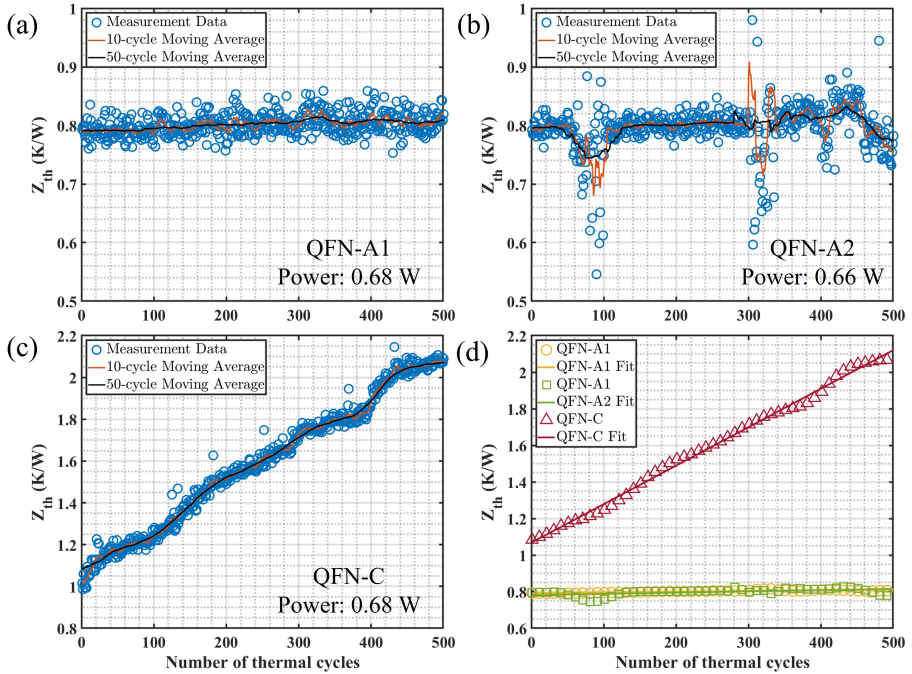 (a)
Measurement Data
10-cycle Moving Average
50-cycle Moving Average
1
0.9
0.8
0.7
0.6
0.5
Z_th (K/W)
QFN-A1
Power: 0.68 W
0 100 200 300 400 500
(b)
Measurement Data
10-cycle Moving Average
50-cycle Moving Average
1
0.9
0.8
0.7
0.6
0.5
Z_th (K/W)
QFN-A2
Power: 0.66 W
0 100 200 300 400 500
(c)
Measurement Data
10-cycle Moving Average
50-cycle Moving Average
2.2
2
1.8
1.6
1.4
1.2
1
0.8
Z_th (K/W)
QFN-C
Power: 0.68 W
0 100 200 300 400 500
Number of thermal cycles
(d)
QFN-A1
QFN-A1 Fit
QFN-A1
QFN-A2 Fit
QFN-C
QFN-C Fit
2.2
2
1.8
1.6
1.4
1.2
1
0.8
0.6
Z_th (K/W)
0 100 200 300 400 500
Number of thermal cycles